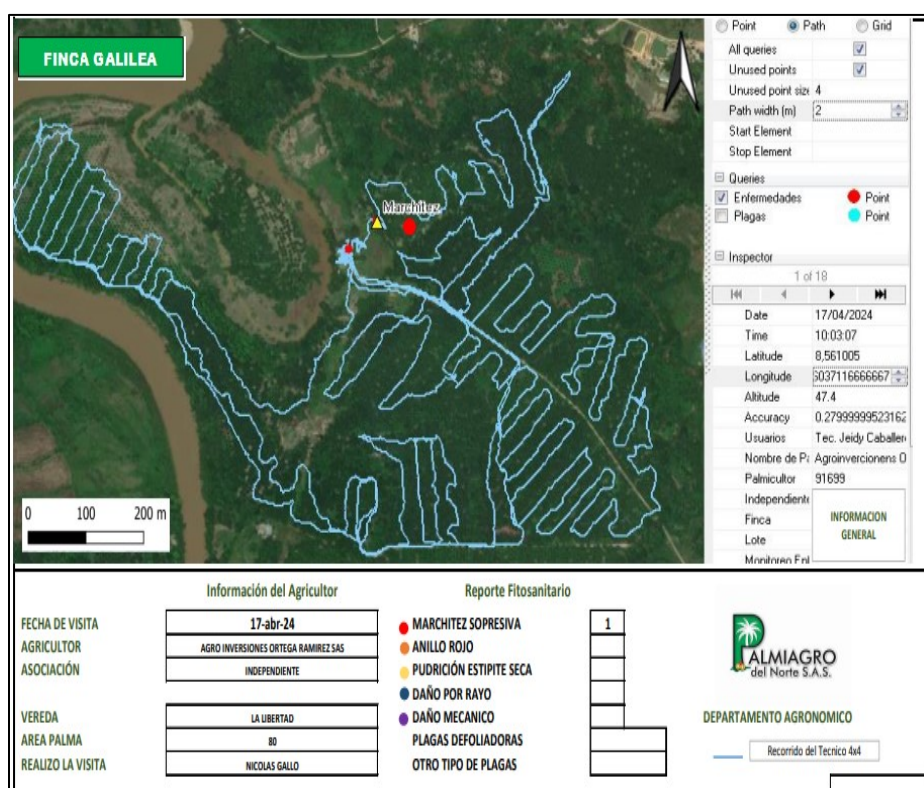 FINCA GALILEA
Marchitez
0 100 200 m
Point Path Grid
All queries
Unused points
Unused point size 4
Path width (m) 2
Start Element
Stop Element
Queries
Enfermedades Point
Plagas Point
Inspector
1 of 18
Date 17/04/2024
Time 10:03:07
Latitude 8,561005
Longitude 6037116666667
Altitude 47.4
Accuracy 0.27999999523162
Usuarios Tec. Jeidy Caballer
Nombre de Pa Agroinvercionens O
Palmicultor 91699
Independiente
Finca
Lote
Monitoreo Enf
INFORMACION
GENERAL
Información del Agricultor
Reporte Fitosanitario
FECHA DE VISITA 17-abr-24 MARCHITEZ SOPRESIVA 1
AGRICULTOR AGRO INVERSIONES ORTEGA RAMIREZ SAS ANILLO ROJO
ASOCIACIÓN INDEPENDIENTE PUDRICIÓN ESTIPITE SECA
DAÑO POR RAYO
VEREDA LA LIBERTAD DAÑO MECANICO
AREA PALMA 80 PLAGAS DEFOLIADORAS
REALIZO LA VISITA NICOLAS GALLO OTRO TIPO DE PLAGAS
PALMIAGRO
del Norte S.A.S.
DEPARTAMENTO AGRONOMICO
Recorrido del Tecnico 4x4